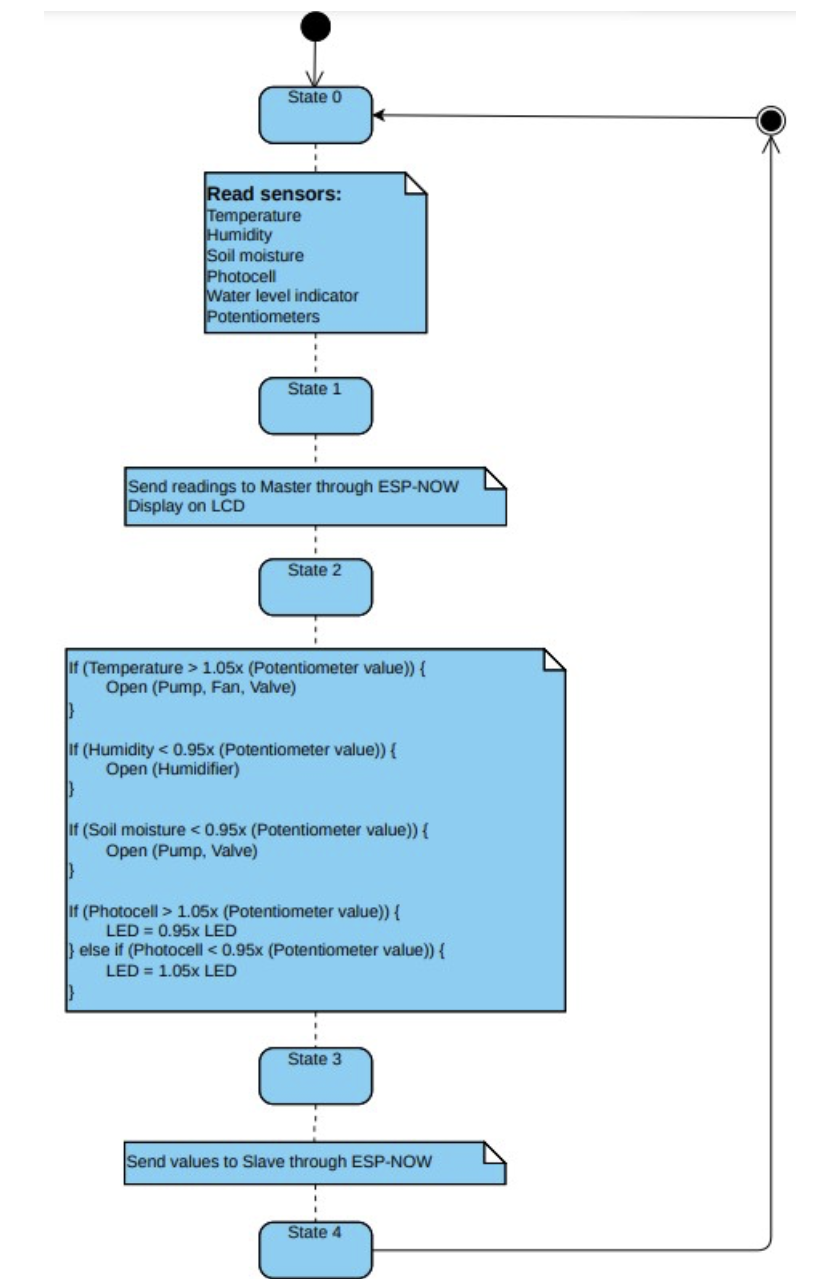 State 0
Read sensors:
Temperature
Humidity
Soil moisture
Photocell
Water level indicator
Potentiometers
State 1
Send readings to Master through ESP-NOW
Display on LCD
State 2
If (Temperature > 1.05x (Potentiometer value)) {
Open (Pump, Fan, Valve)
}
If (Humidity < 0.95x (Potentiometer value)) {
Open (Humidifier)
}
If (Soil moisture < 0.95x (Potentiometer value)) {
Open (Pump, Valve)
}
If (Photocell > 1.05x (Potentiometer value)) {
LED = 0.95x LED
} else if (Photocell < 0.95x (Potentiometer value)) {
LED = 1.05x LED
}
State 3
Send values to Slave through ESP-NOW
State 4